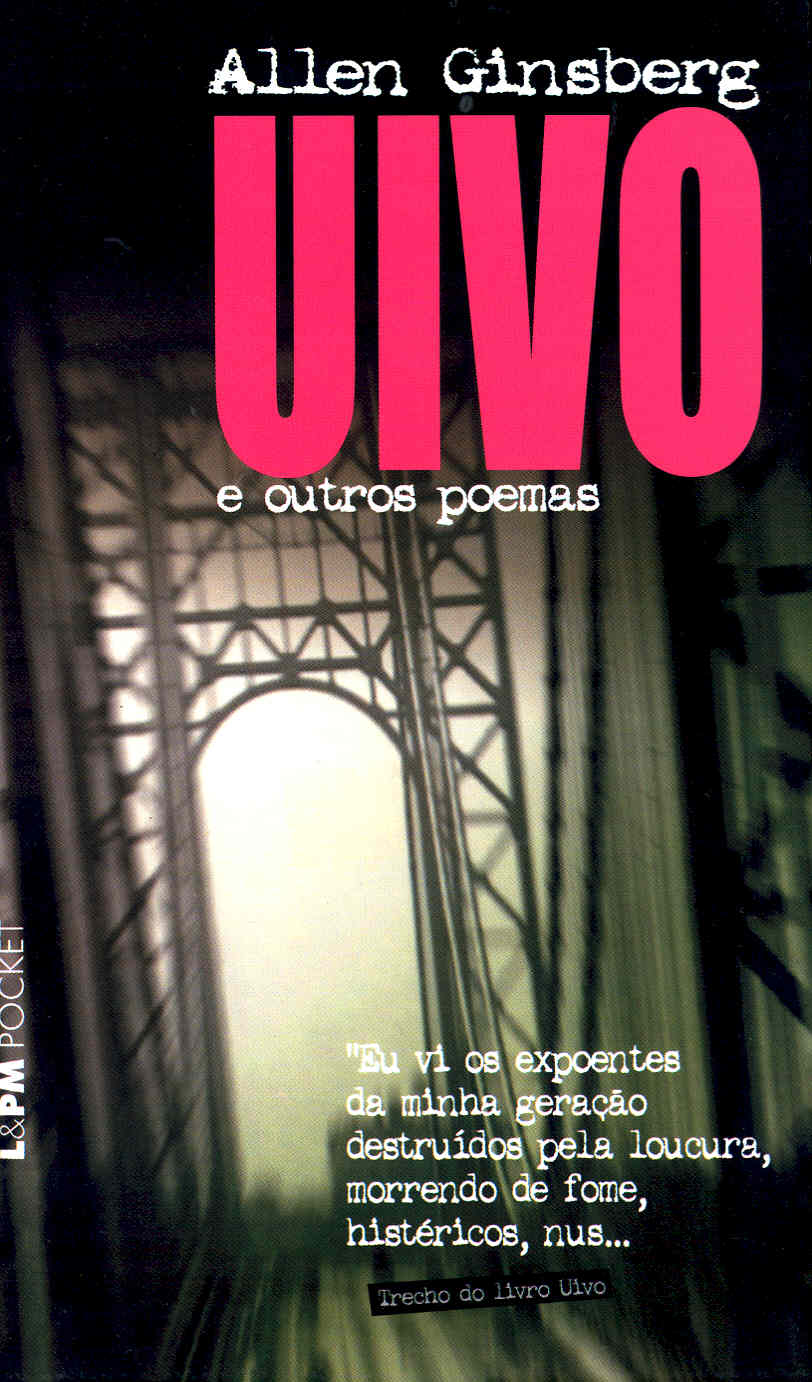 Allen Ginsberg
UIVO
e outros poemas
L&PM POCKET
"Eu vi os expoentes
da minha geração
destruídos pela loucura,
morrendo de fome,
histéricos, nus...
Trecho do livro Uivo